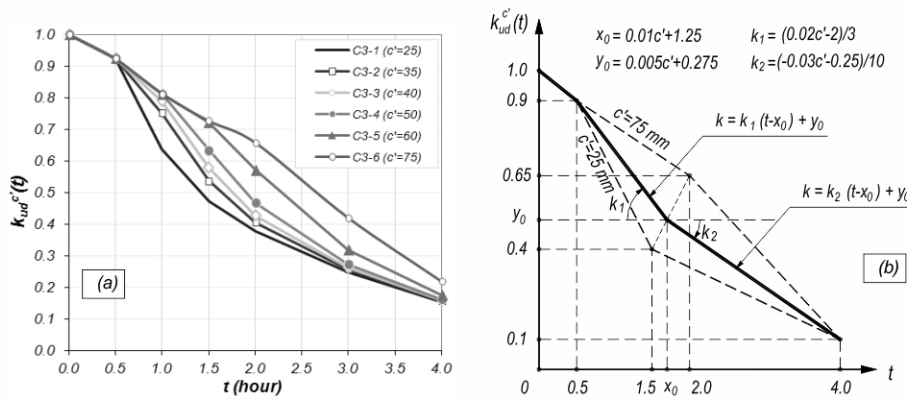 1.0
0.9
0.8
0.7
0.6
0.5
0.4
0.3
0.2
0.1
0.0
k_ud^c'(t)
C3-1 (c'=25)
C3-2 (c'=35)
C3-3 (c'=40)
C3-4 (c'=50)
C3-5 (c'=60)
C3-6 (c'=75)
(a)
0.0 0.5 1.0 1.5 2.0 2.5 3.0 3.5 4.0
t (hour)
k_ud^c'(t)
x₀ = 0.01c'+1.25 k₁ = (0.02c'-2)/3
y₀ = 0.005c'+0.275 k₂ =(-0.03c'-0.25)/10
1.0
0.9
c'=75 mm
k = k₁ (t-x₀) + y₀
c'=25 mm
0.65
k = k₂ (t-x₀) + y₀
y₀
k₁
k₂
0.4
(b)
0.1
0 0.5 1.5 x₀ 2.0 4.0 t